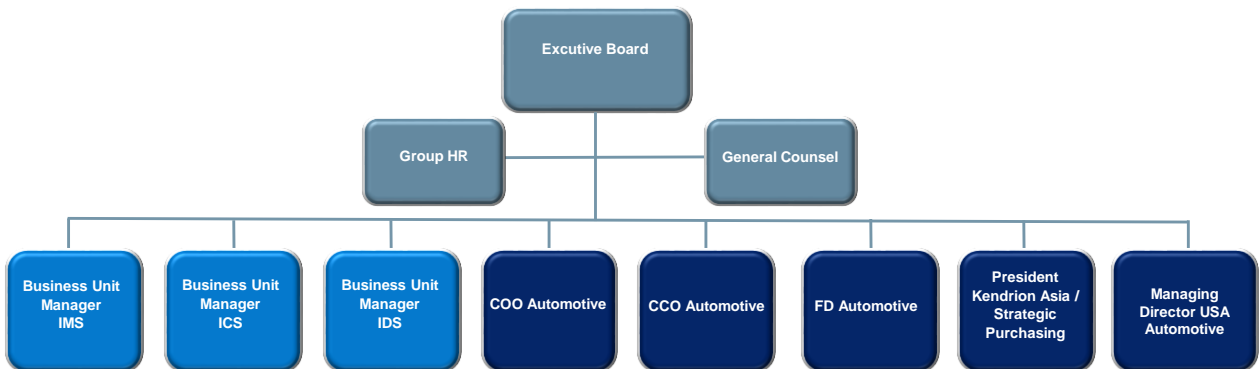 Excutive Board
Group HR
General Counsel
Business Unit
Manager
IMS
Business Unit
Manager
ICS
Business Unit
Manager
IDS
COO Automotive
CCO Automotive
FD Automotive
President
Kendrion Asia /
Strategic
Purchasing
Managing
Director USA
Automotive